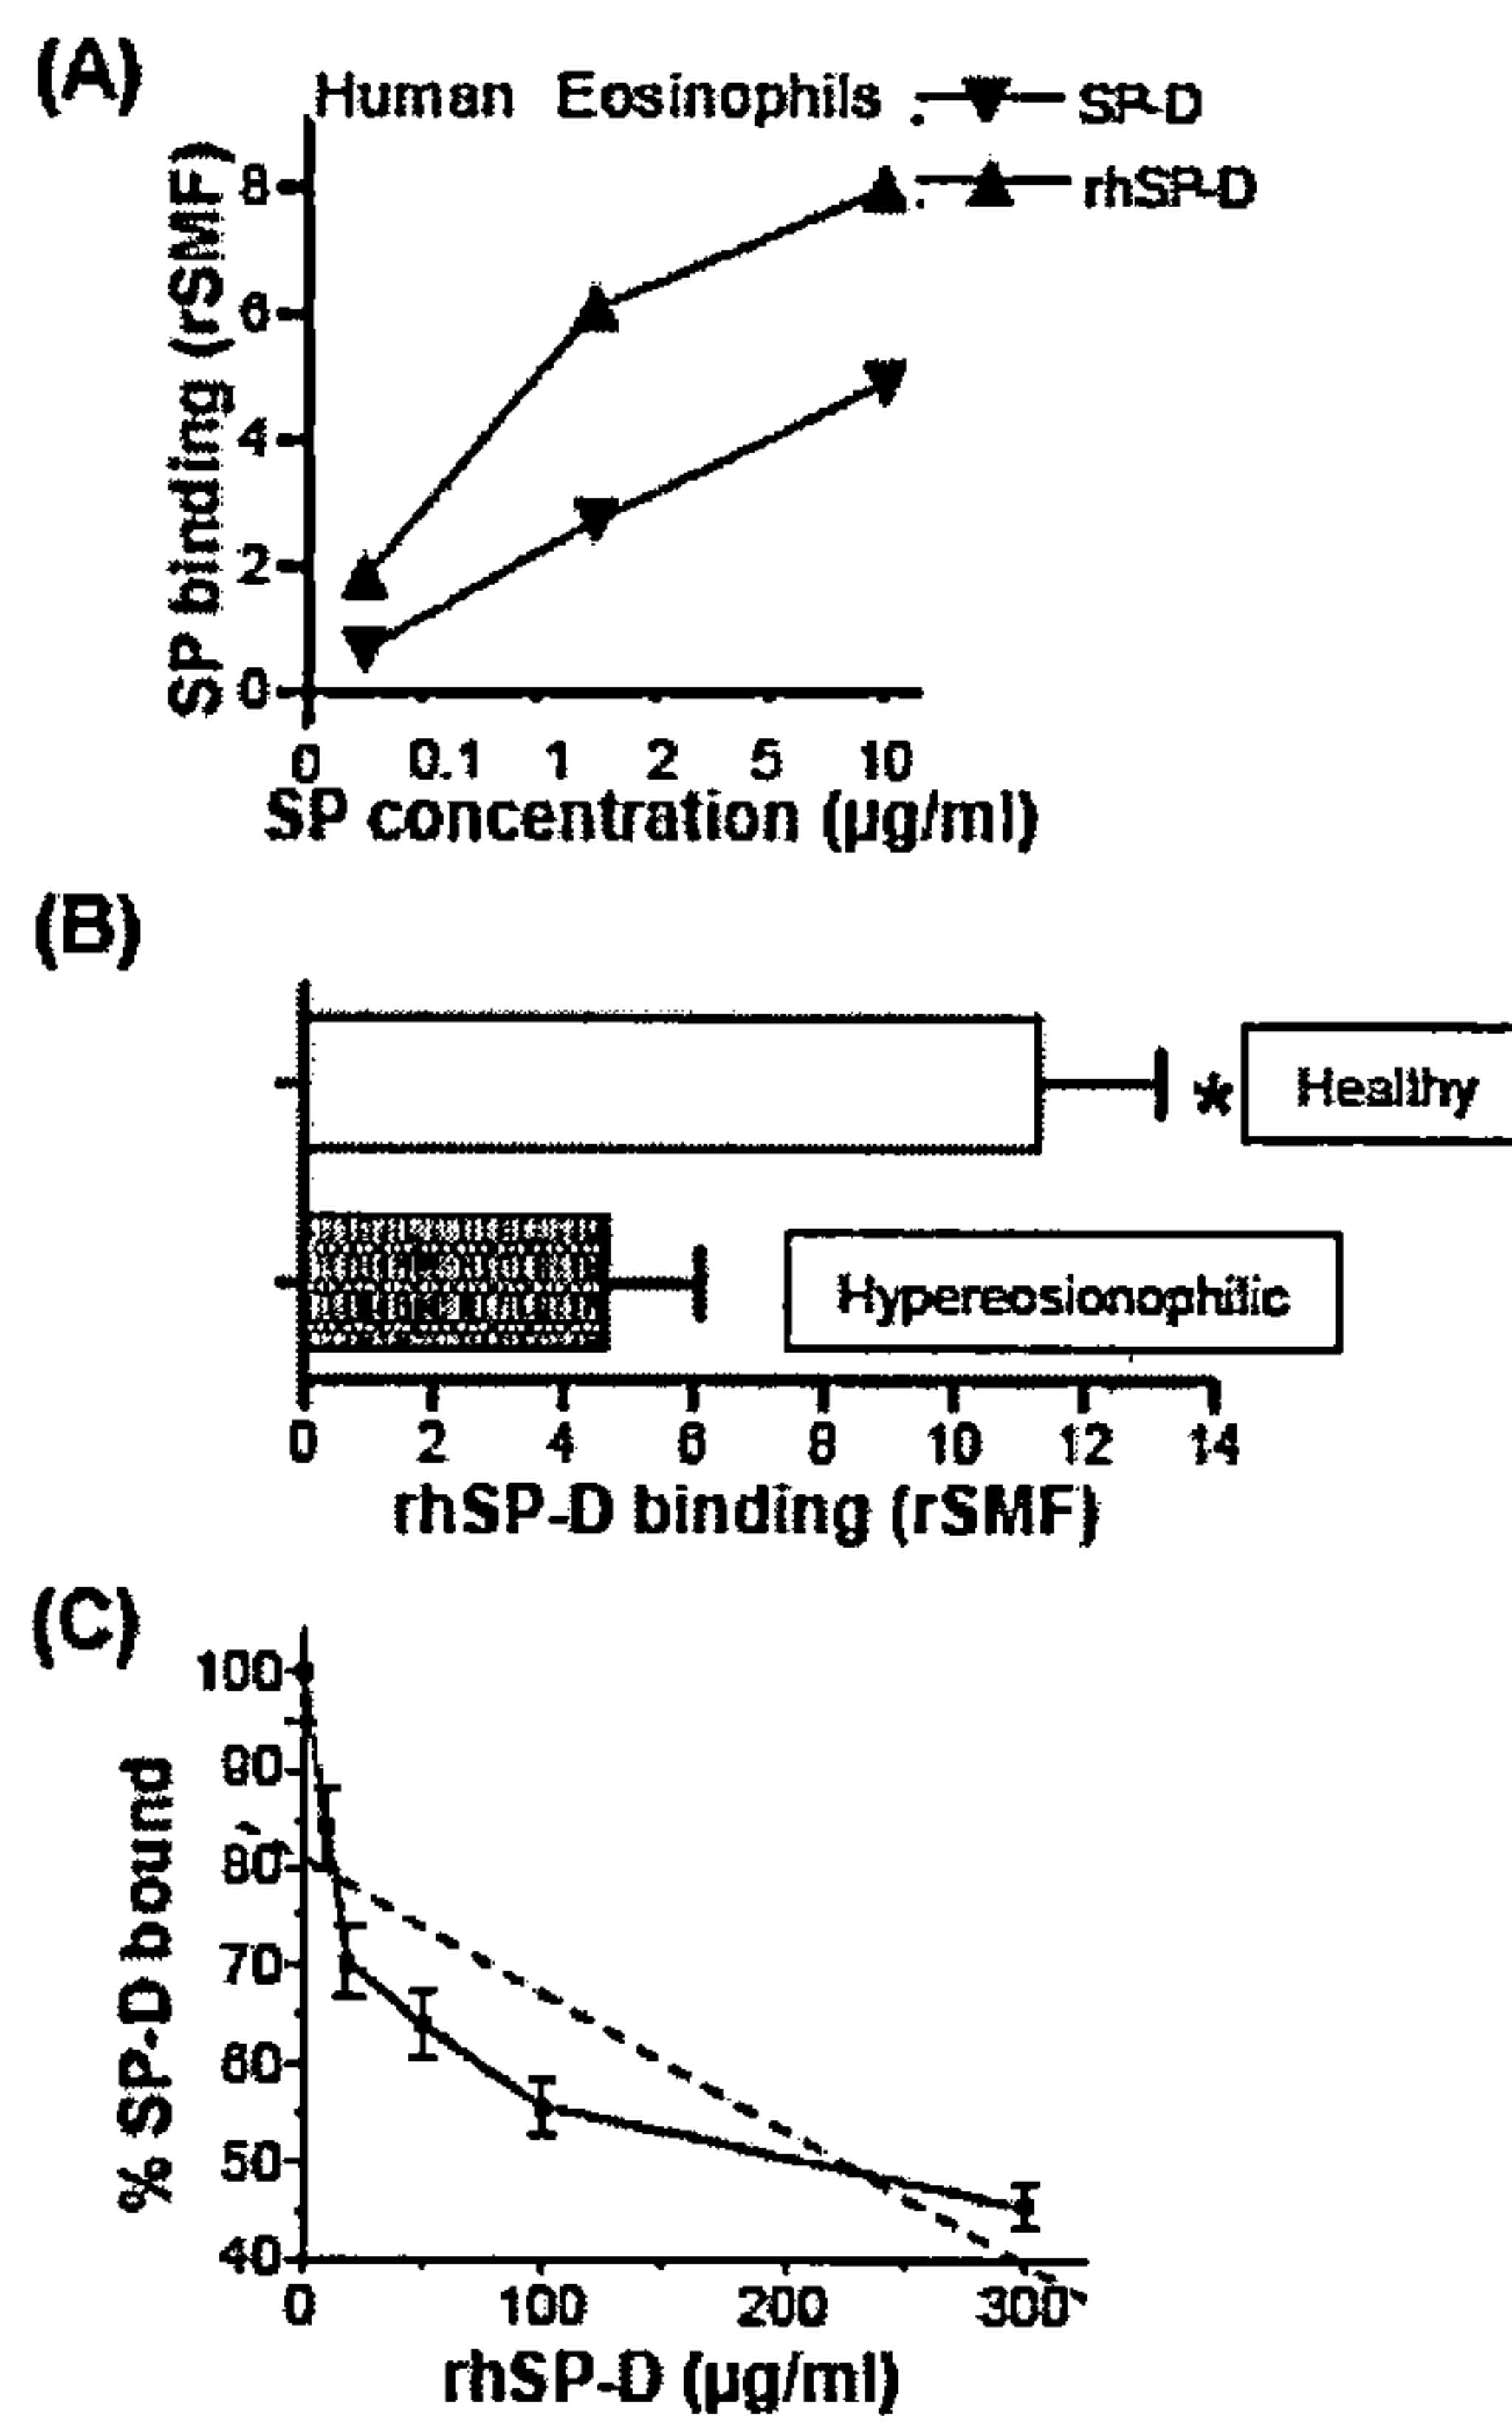 (A)
Human Eosinophils
SP-D
rhSP-D
SP binding (rSMF)
8
6
4
2
0
0 0.1 1 2 5 10
SP concentration (µg/ml)
(B)
*
Healthy
Hypereosionophilic
0 2 4 6 8 10 12 14
rhSP-D binding (rSMF)
(C)
% SP-D bound
100
90
80
70
60
50
40
0 100 200 300
rhSP-D (µg/ml)